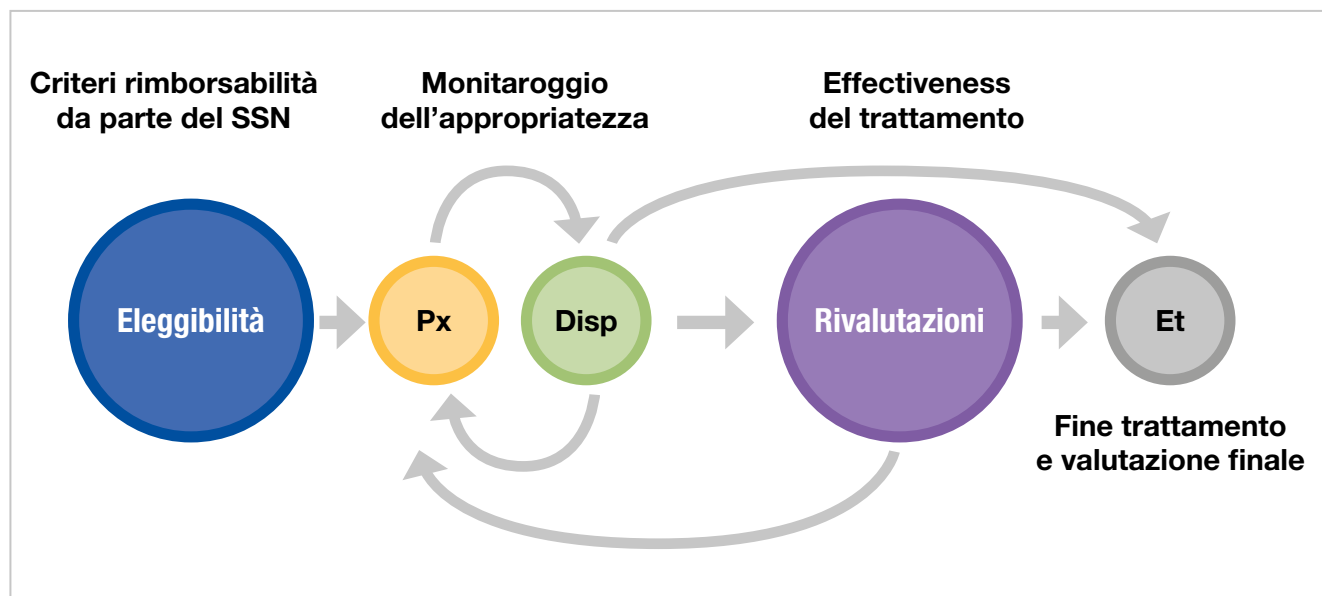 Criteri rimborsabilità
da parte del SSN
Monitaroggio
dell'appropriatezza
Effectiveness
del trattamento
Eleggibilità
Px
Disp
Rivalutazioni
Et
Fine trattamento
e valutazione finale